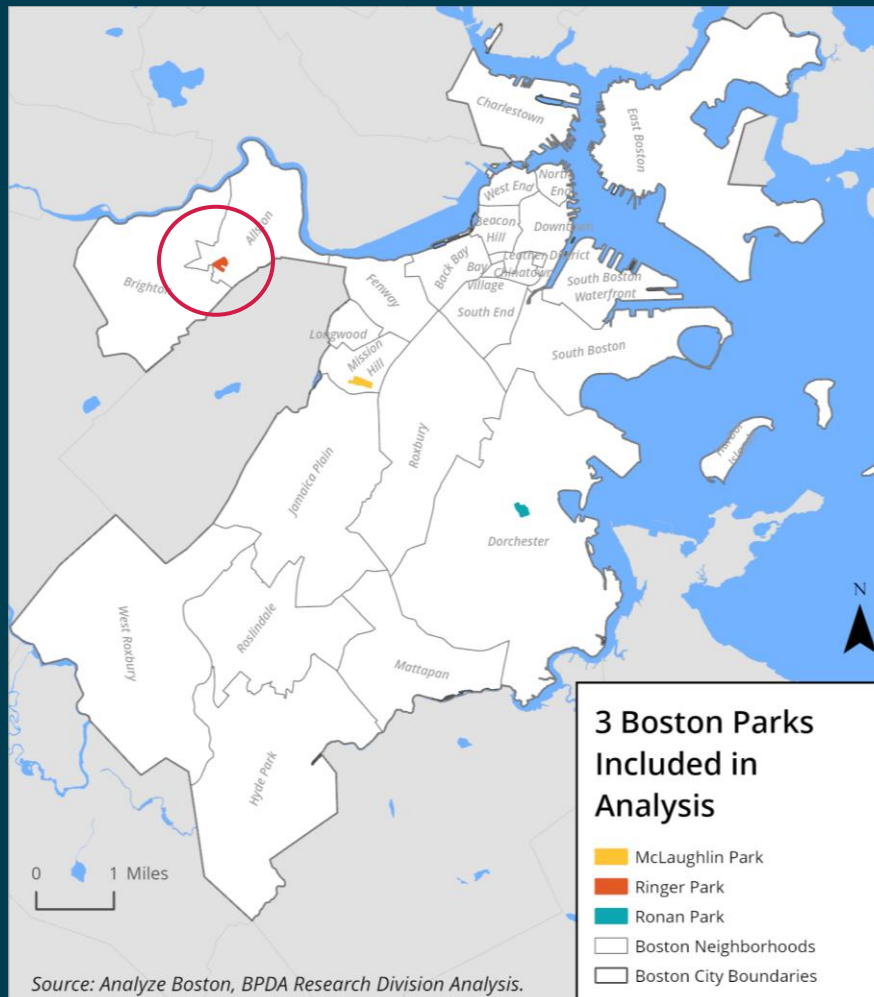 Charlestown
East Boston
North
End
West End
Beacon
Hill
Downtown
Allston
Brighton
Back Bay
Leather District
Bay
Village
Chinatown
Fenway
South Boston
Waterfront
South End
Longwood
Mission
Hill
South Boston
Roxbury
Harbor
Islands
Jamaica Plain
Dorchester
West Roxbury
Roslindale
Mattapan
Hyde Park
N
0 1 Miles
3 Boston Parks
Included in
Analysis
McLaughlin Park
Ringer Park
Ronan Park
Boston Neighborhoods
Boston City Boundaries
Source: Analyze Boston, BPDA Research Division Analysis.